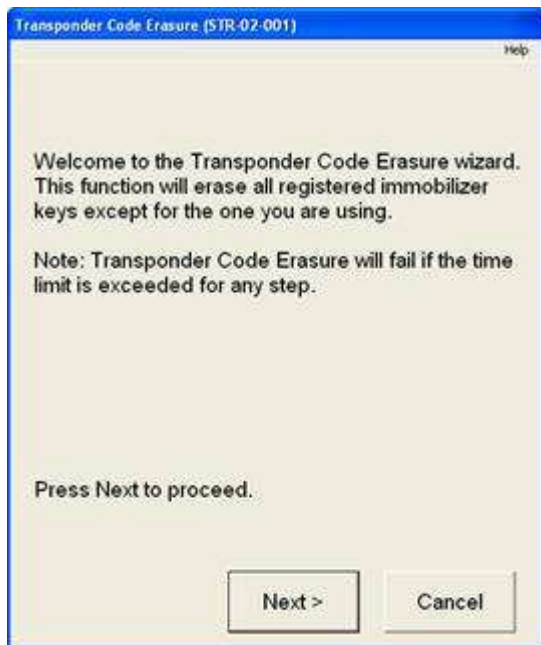 Transponder Code Erasure (STR-02-001)
Help
Welcome to the Transponder Code Erasure wizard.
This function will erase all registered immobilizer
keys except for the one you are using.
Note: Transponder Code Erasure will fail if the time
limit is exceeded for any step.
Press Next to proceed.
Next >
Cancel